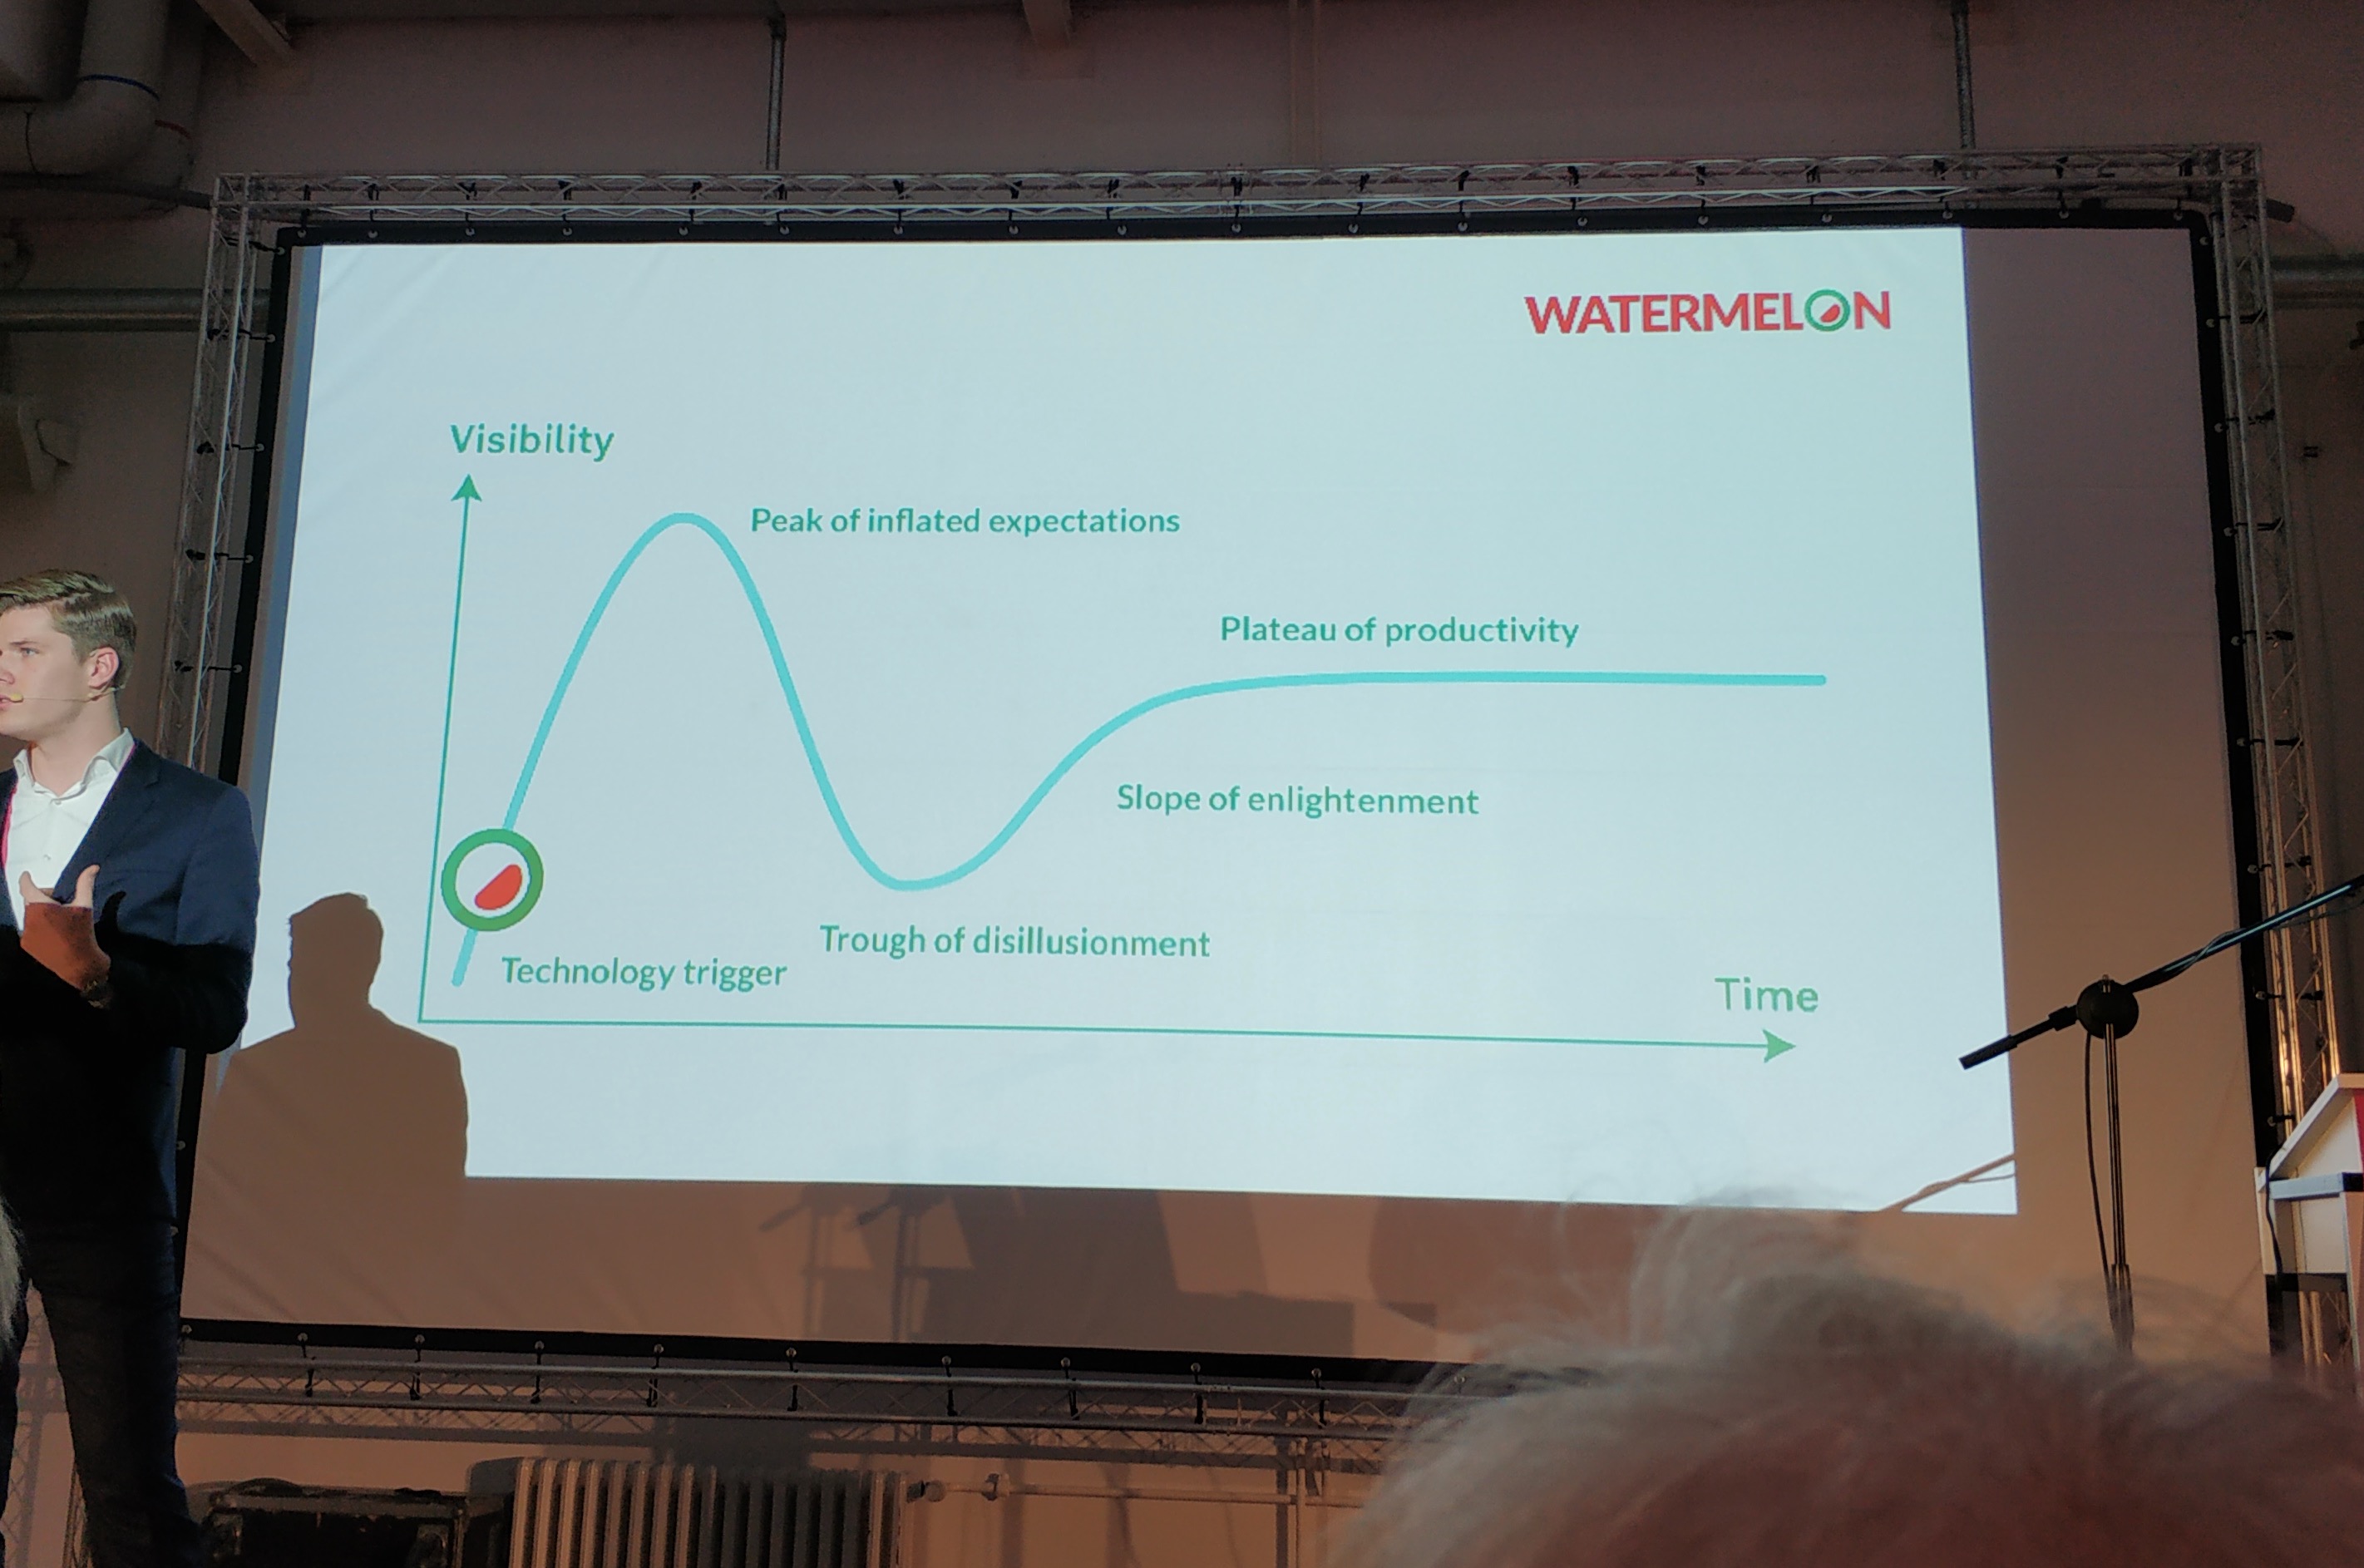 WATERMELON
Visibility
Peak of inflated expectations
Plateau of productivity
Slope of enlightenment
Trough of disillusionment
Technology trigger
Time